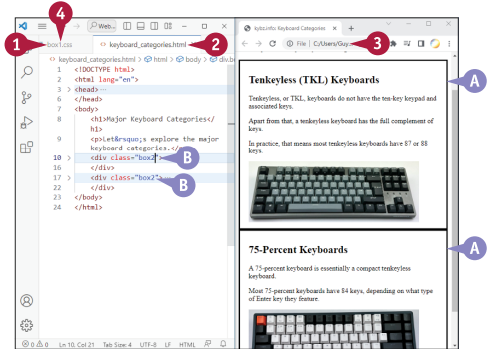 4
Web...
1
box1.css
keyboard_categories.html
2
keyboard_categories.html > html > body > div.b
1 <!DOCTYPE html>
2 <html lang="en">
3 > <head>···
6 </head>
7 <body>
8 <h1>Major Keyboard Categories</
h1>
9 <p>Let&rsquo;s explore the major
keyboard categories.</
10 > <div class="box2">
B
16 </div>
17 > <div class="box2">···
B
22 </div>
23 </body>
24 </html>
Ln 10, Col 21 Tab Size: 4 UTF-8 LF HTML
0 0
kybd.info: Keyboard Categories
File C:/Users/Guy
3
Tenkeyless (TKL) Keyboards
A
Tenkeyless, or TKL, keyboards do not have the ten-key keypad and
associated keys.
Apart from that, a tenkeyless keyboard has the full complement of
keys.
In practice, that means most tenkeyless keyboards have 87 or 88
keys.
75-Percent Keyboards
A
A 75-percent keyboard is essentially a compact tenkeyless
keyboard.
Most 75-percent keyboards have 84 keys, depending on what type
of Enter key they feature.